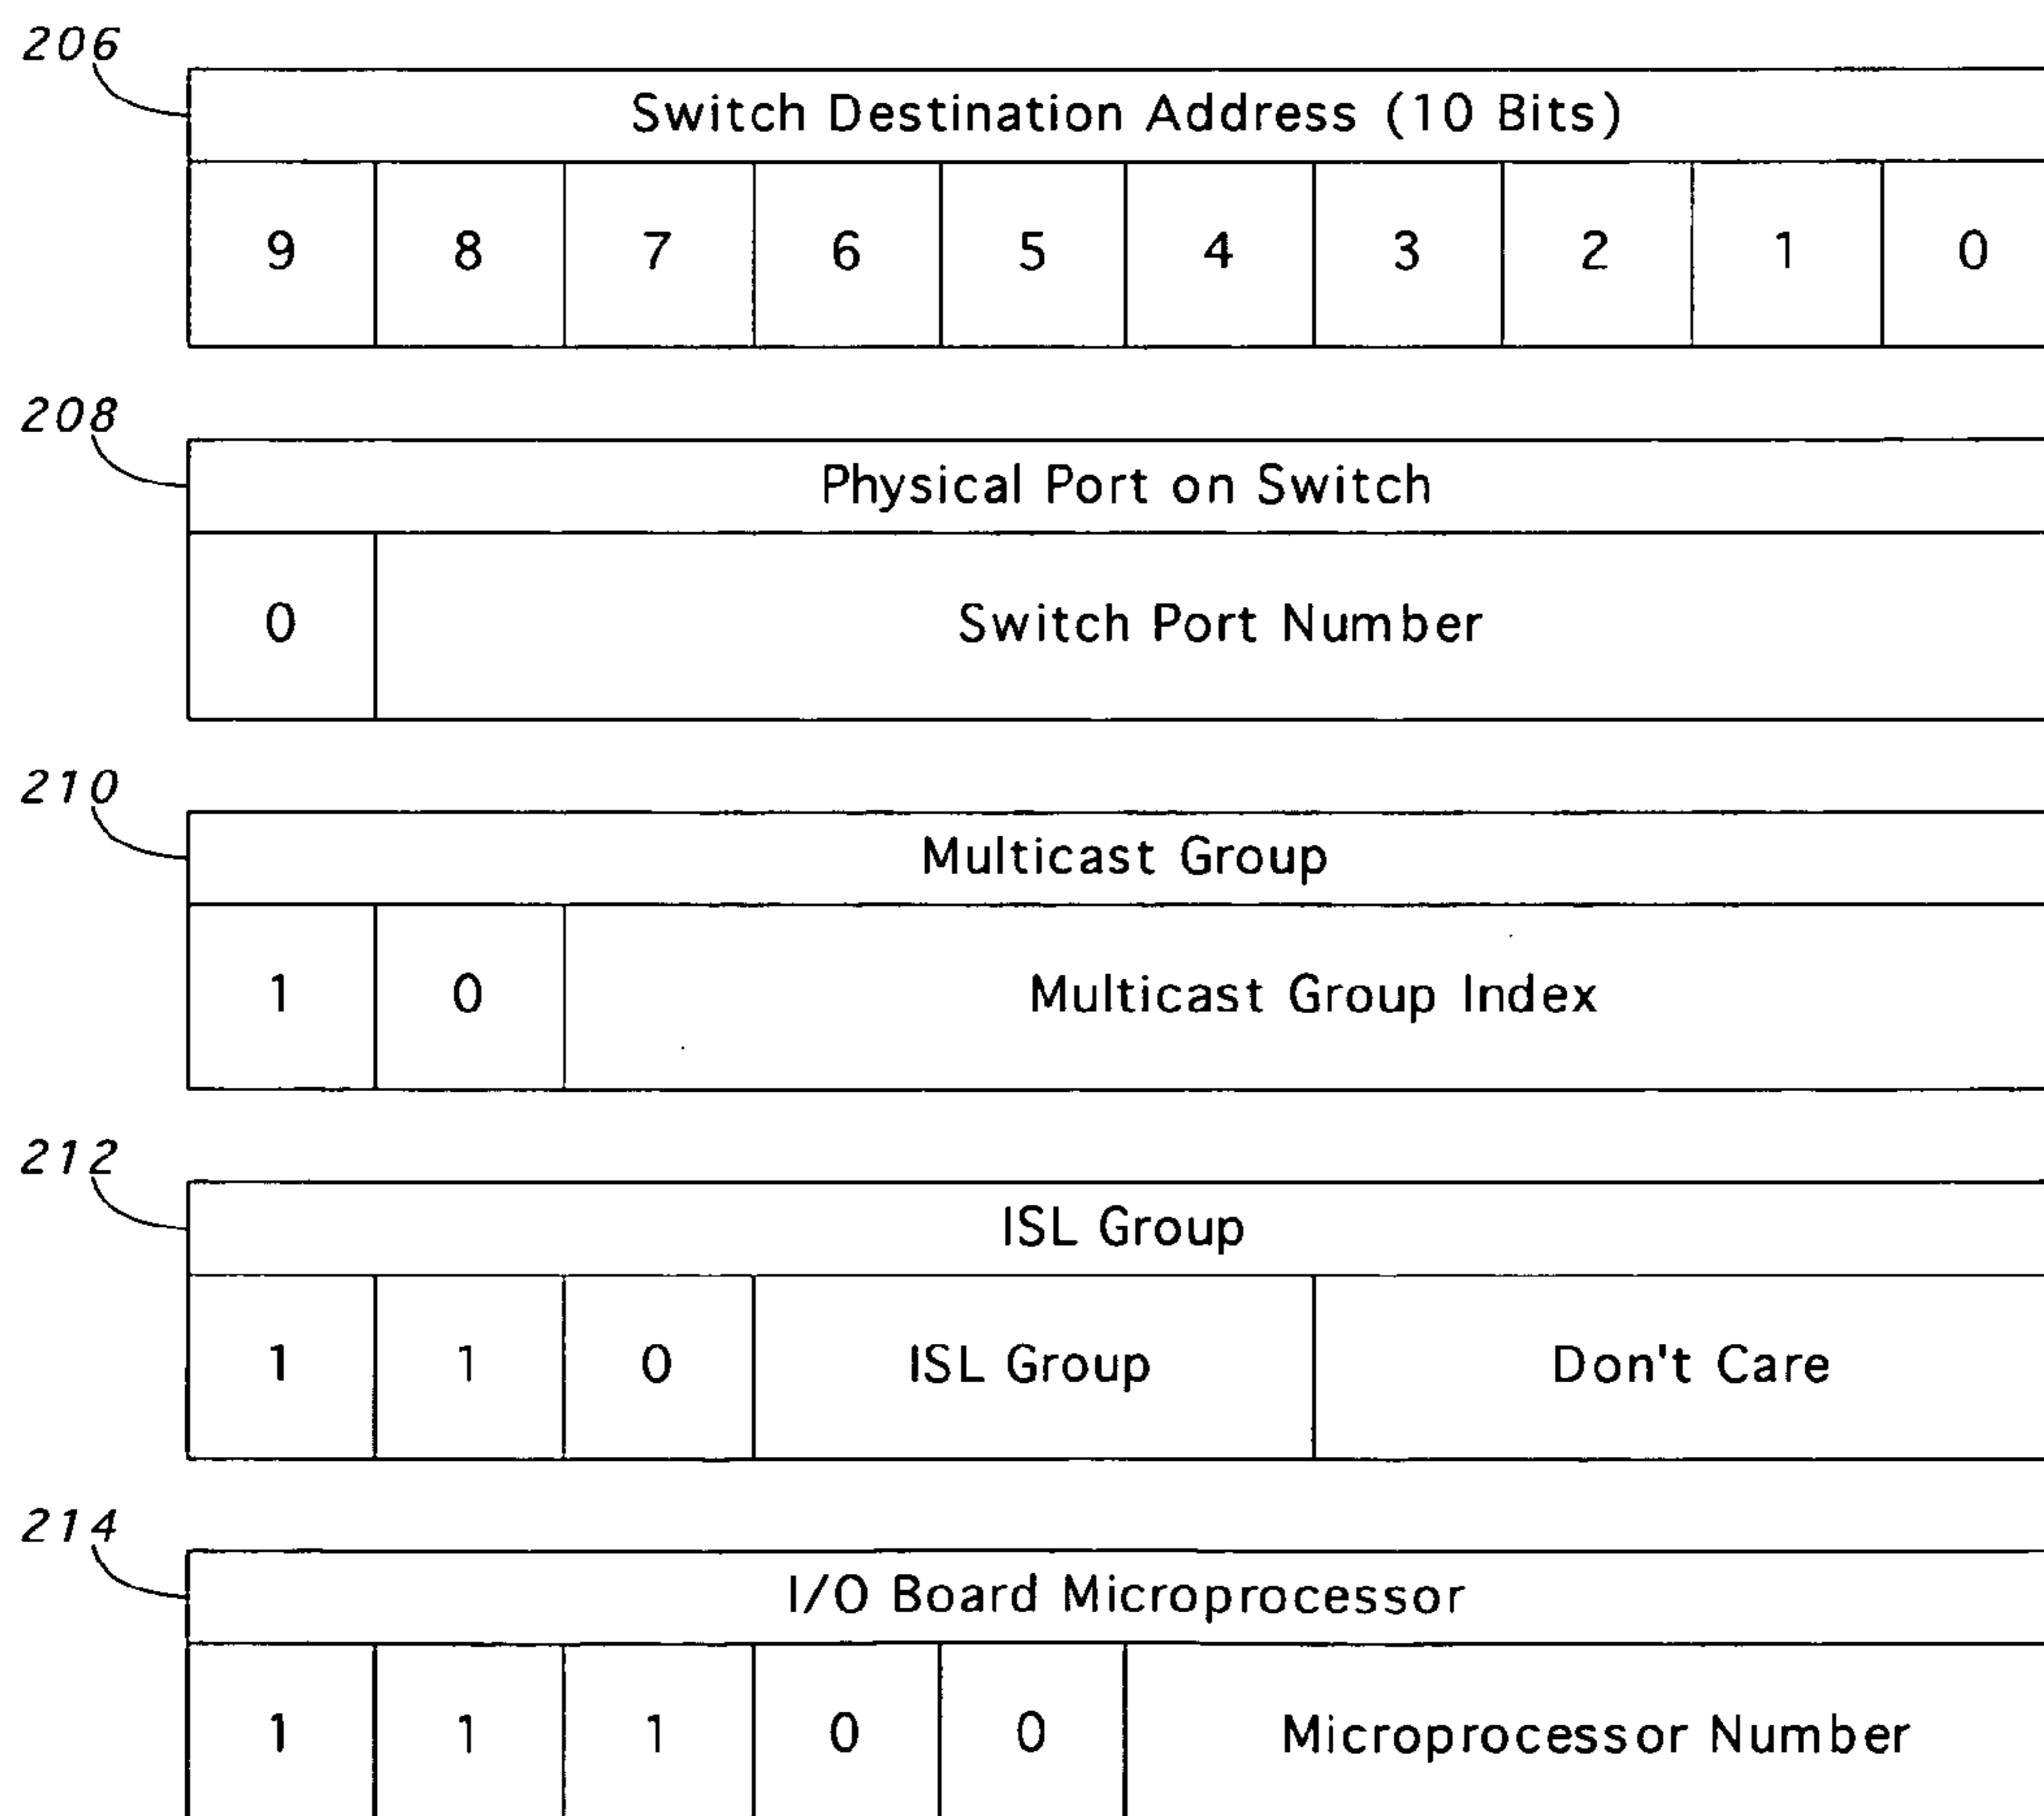 206
Switch Destination Address (10 Bits)
9 8 7 6 5 4 3 2 1 0
208
Physical Port on Switch
0 Switch Port Number
210
Multicast Group
1 0 Multicast Group Index
212
ISL Group
1 1 0 ISL Group Don't Care
214
I/O Board Microprocessor
1 1 1 0 0 Microprocessor Number